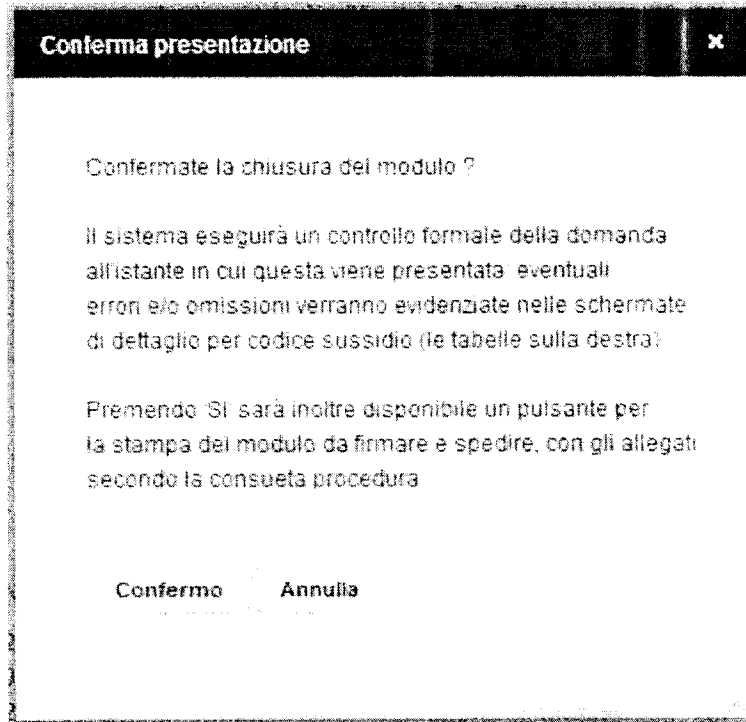 Conferma presentazione ×
Confermate la chiusura del modulo ?
Il sistema eseguirà un controllo formale della domanda
all'istante in cui questa viene presentata: eventuali
errori e/o omissioni verranno evidenziate nelle schermate
di dettaglio per codice sussidio (le tabelle sulla destra)
Premendo 'SI' sarà inoltre disponibile un pulsante per
la stampa del modulo da firmare e spedire, con gli allegati
secondo la consueta procedura
Confermo Annulla